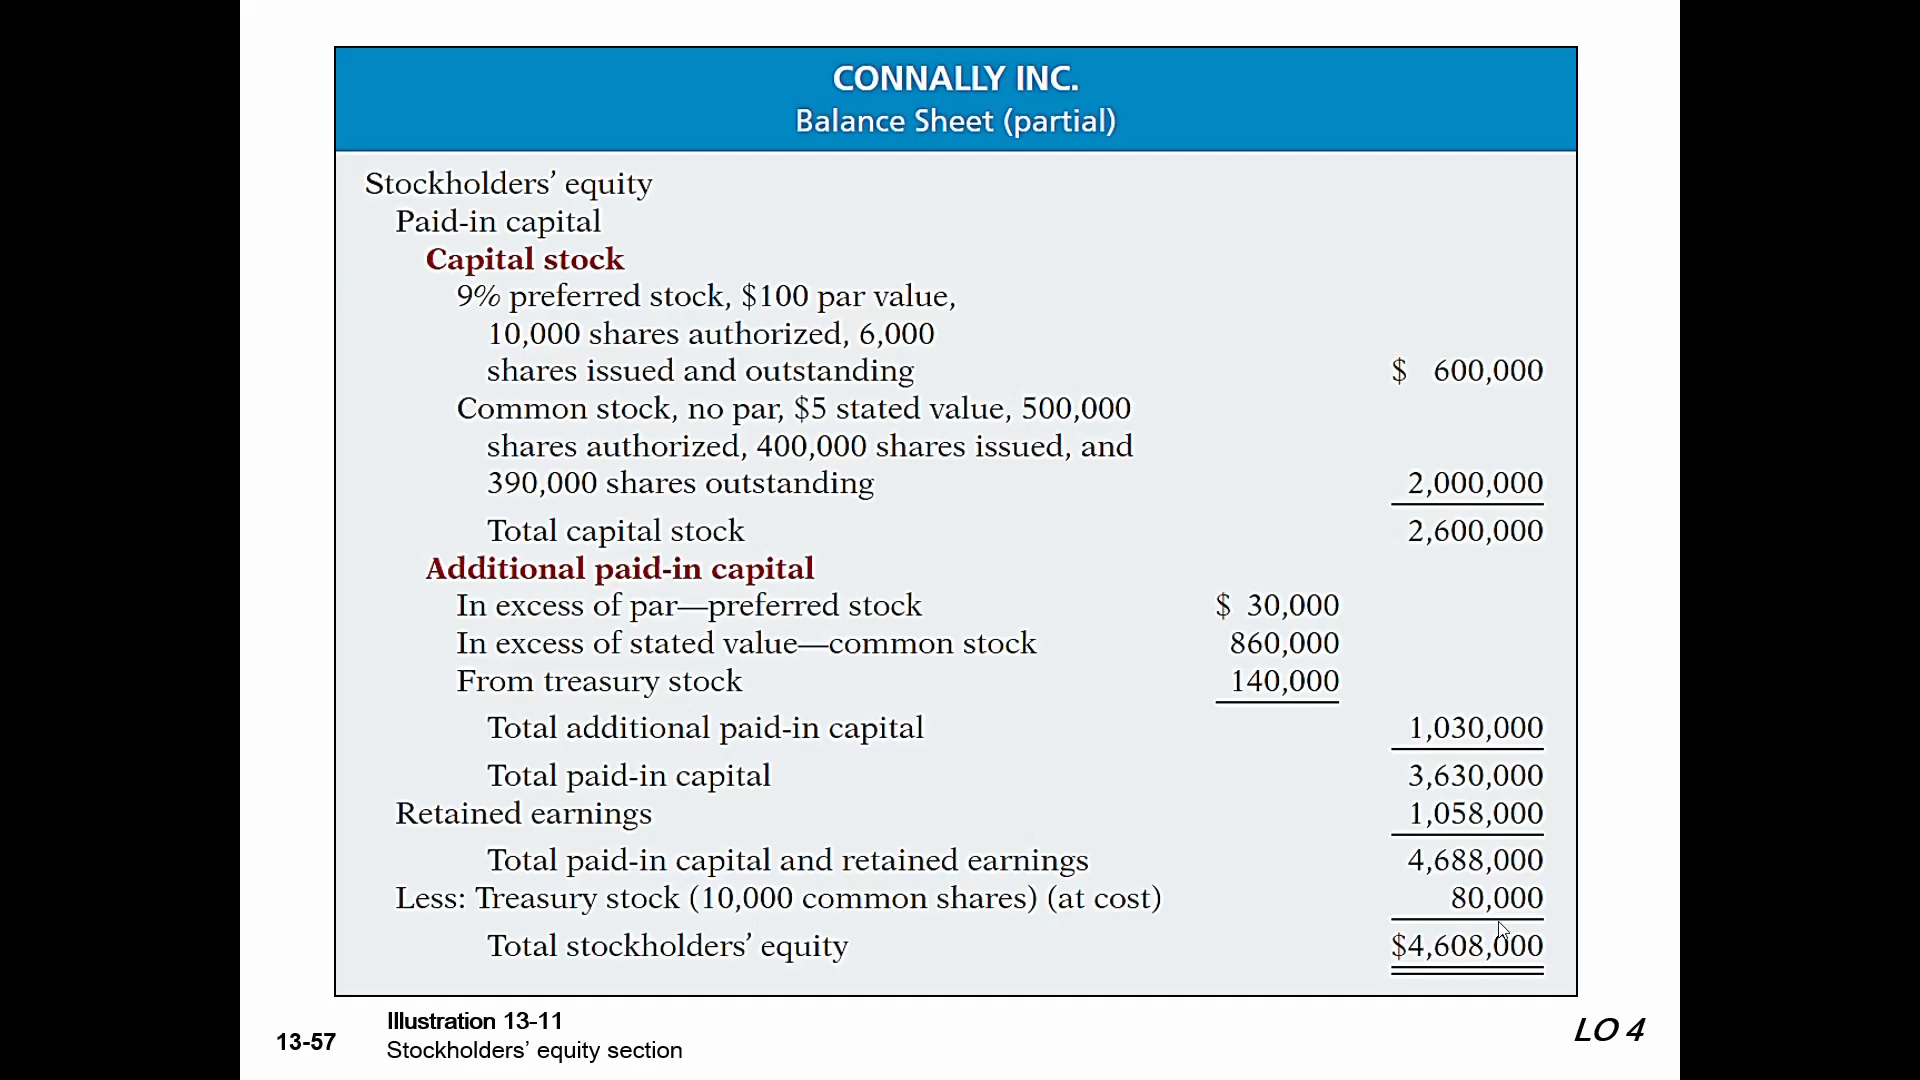 CONNALLY INC.
Balance Sheet (partial)
Stockholders’ equity
Paid-in capital
Capital stock
9% preferred stock, $100 par value,
10,000 shares authorized, 6,000
shares issued and outstanding $ 600,000
Common stock, no par, $5 stated value, 500,000
shares authorized, 400,000 shares issued, and
390,000 shares outstanding 2,000,000
Total capital stock 2,600,000
Additional paid-in capital
In excess of par—preferred stock $ 30,000
In excess of stated value—common stock 860,000
From treasury stock 140,000
Total additional paid-in capital 1,030,000
Total paid-in capital 3,630,000
Retained earnings 1,058,000
Total paid-in capital and retained earnings 4,688,000
Less: Treasury stock (10,000 common shares) (at cost) 80,000
Total stockholders’ equity $4,608,000
13-57
Illustration 13-11
Stockholders’ equity section
LO 4